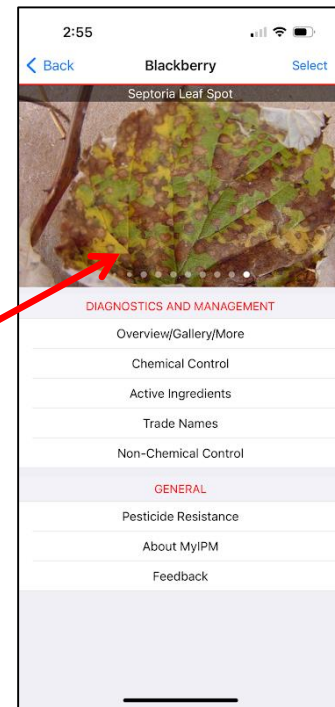 2:55
Back Blackberry Select
Septoria Leaf Spot
DIAGNOSTICS AND MANAGEMENT
Overview/Gallery/More
Chemical Control
Active Ingredients
Trade Names
Non-Chemical Control
GENERAL
Pesticide Resistance
About MyIPM
Feedback